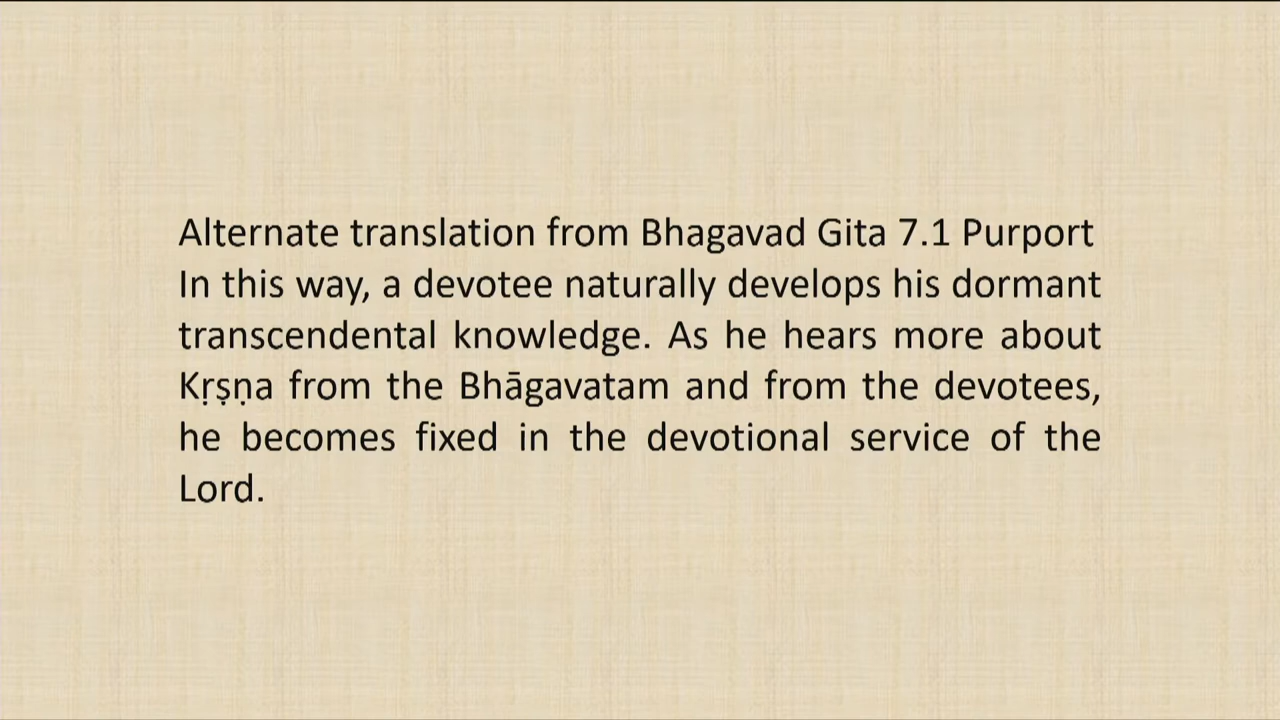 Alternate translation from Bhagavad Gita 7.1 Purport
In this way, a devotee naturally develops his dormant
transcendental knowledge. As he hears more about
Kṛṣṇa from the Bhāgavatam and from the devotees,
he becomes fixed in the devotional service of the
Lord.